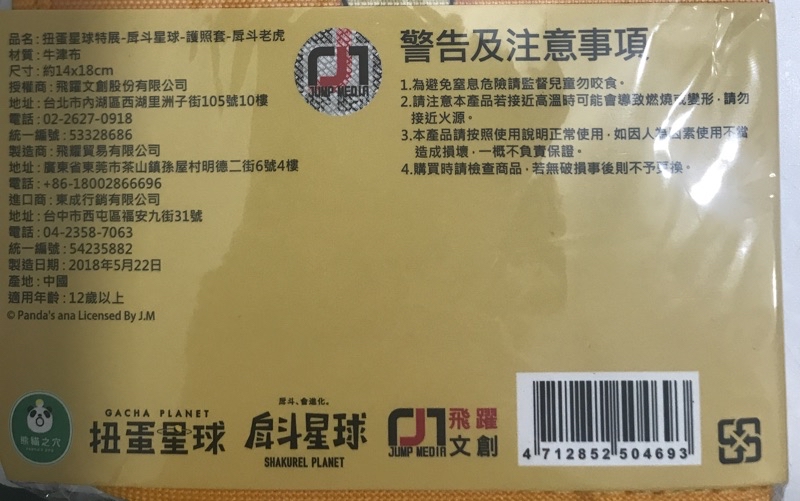 品名：扭蛋星球特展-戽斗星球-護照套-戽斗老虎
材質：牛津布
尺寸：約14x18cm
授權商：飛躍文創股份有限公司
地址：台北市內湖區西湖里洲子街105號10樓
電話：02-2627-0918
統一編號：53328686
製造商：飛耀貿易有限公司
地址：廣東省東莞市茶山鎮孫屋村明德二街6號4樓
電話：+86-18002866696
進口商：東成行銷有限公司
地址：台中市西屯區福安九街31號
電話：04-2358-7063
統一編號：54235882
製造日期：2018年5月22日
產地：中國
適用年齡：12歲以上
© Panda's ana Licensed By J.M
JUMP MEDIA
警告及注意事項
1.為避免窒息危險請監督兒童勿咬食。
2.請注意本產品若接近高溫時可能會導致燃燒或變形，請勿
接近火源。
3.本產品請按照使用說明正常使用，如因人為因素使用不當
造成損壞，一概不負責保證。
4.購買時請檢查商品，若無破損事後則不予更換。
熊貓之穴
GACHA PLANET
扭蛋星球
戽斗、會進化。
戽斗星球
SHAKUREL PLANET
JUMP MEDIA
飛躍
文創
4 712852 504693